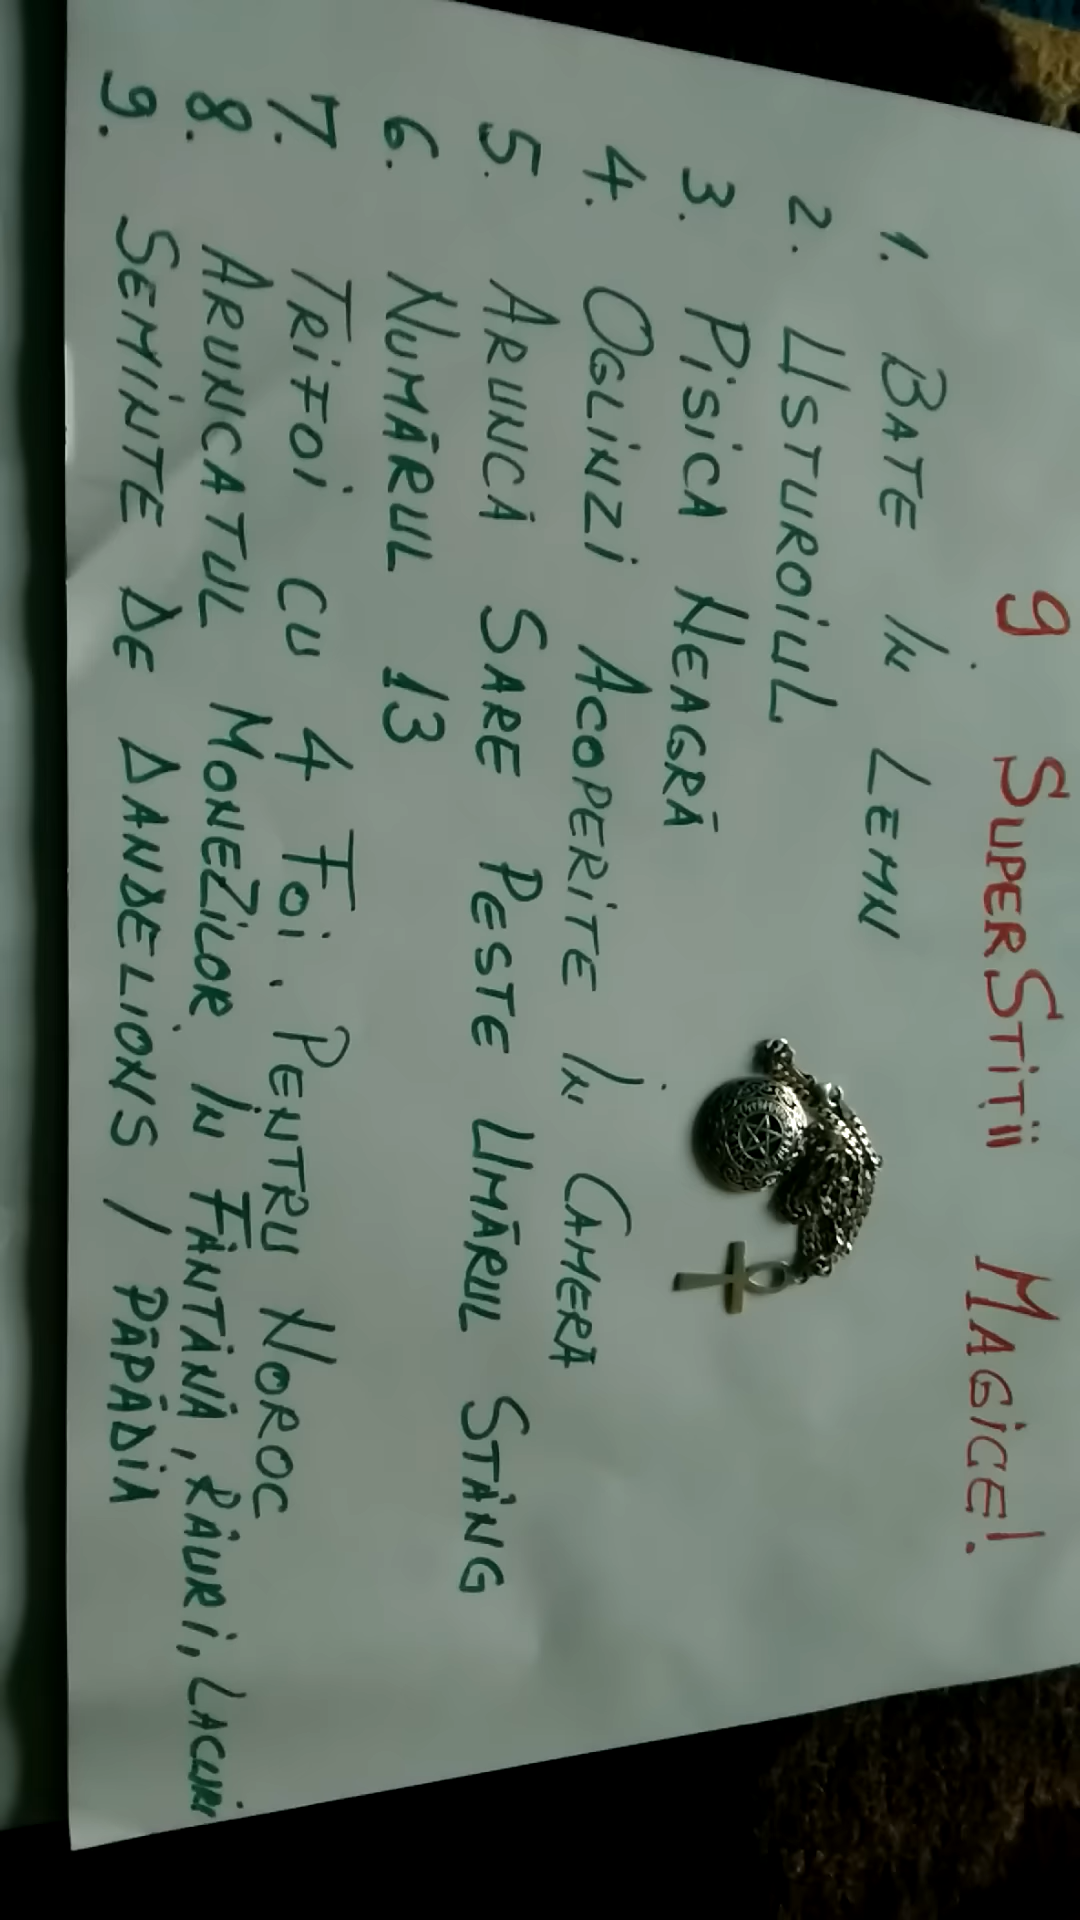 9 SUPERSTIȚII MAGICE!
1. BATE ÎN LEMN
2. USTUROIUL
3. PISICA NEAGRĂ
4. OGLINZI ACOPERITE ÎN CAMERĂ
5. ARUNCĂ SARE PESTE UMĂRUL STÂNG
6. NUMĂRUL 13
7. TRIFOI CU 4 FOI. PENTRU NOROC
8. ARUNCATUL MONEZILOR ÎN FÂNTÂNĂ, RÂURI, LACURI
9. SEMINTE DE DANDELIONS / PĂPĂDIA